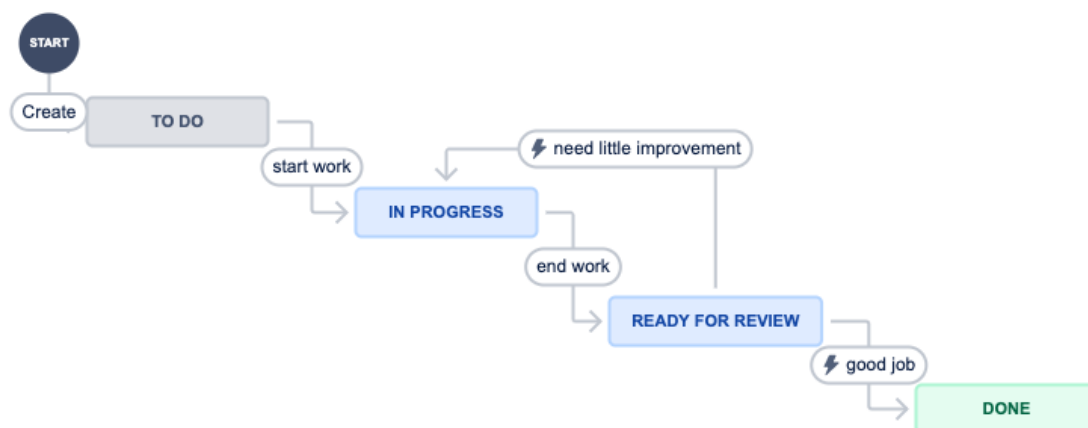 START
Create
TO DO
start work
need little improvement
IN PROGRESS
end work
READY FOR REVIEW
good job
DONE